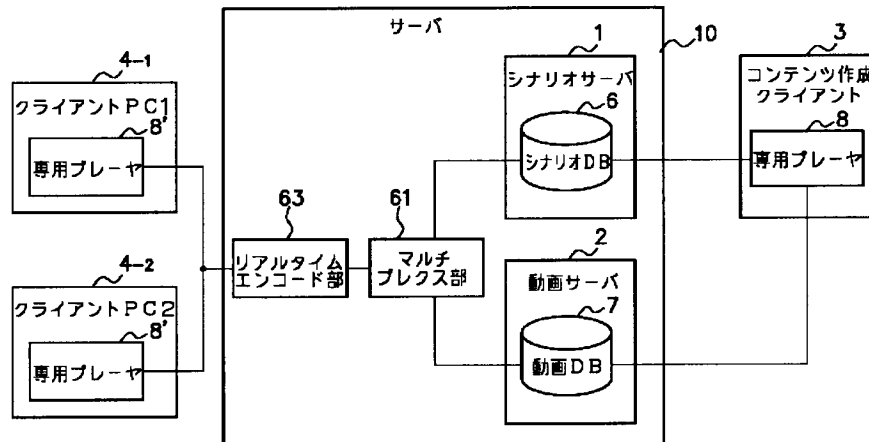 サーバ
10
4-1
クライアントPC1
8'
専用プレーヤ
4-2
クライアントPC2
8'
専用プレーヤ
63
リアルタイム
エンコード部
61
マルチ
プレクス部
1
シナリオサーバ
6
シナリオDB
2
動画サーバ
7
動画DB
3
コンテンツ作成
クライアント
8
専用プレーヤ